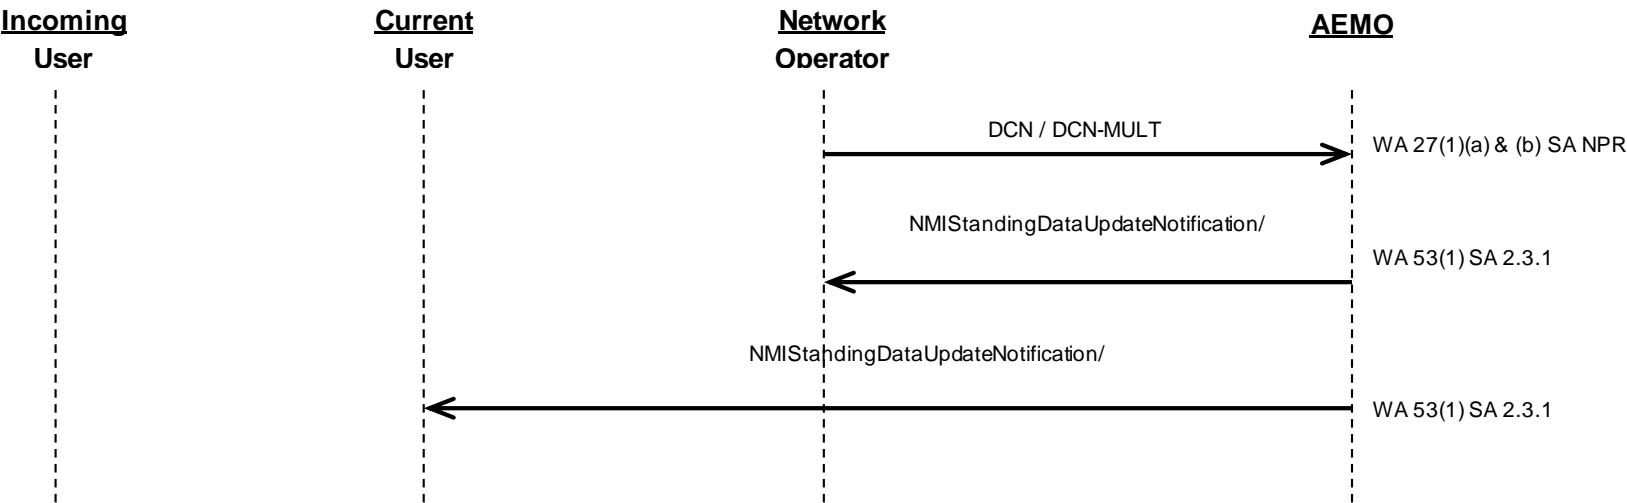 Incoming
User
Current
User
Network
Operator
AEMO
DCN / DCN-MULT
WA 27(1)(a) & (b) SA NPR
NMIStandingDataUpdateNotification/
WA 53(1) SA 2.3.1
NMIStandingDataUpdateNotification/
WA 53(1) SA 2.3.1